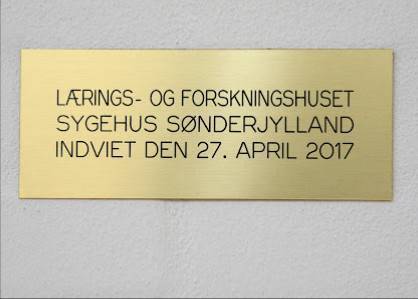 LÆRINGS- OG FORSKNINGSHUSET
SYGEHUS SØNDERJYLLAND
INDVIET DEN 27. APRIL 2017